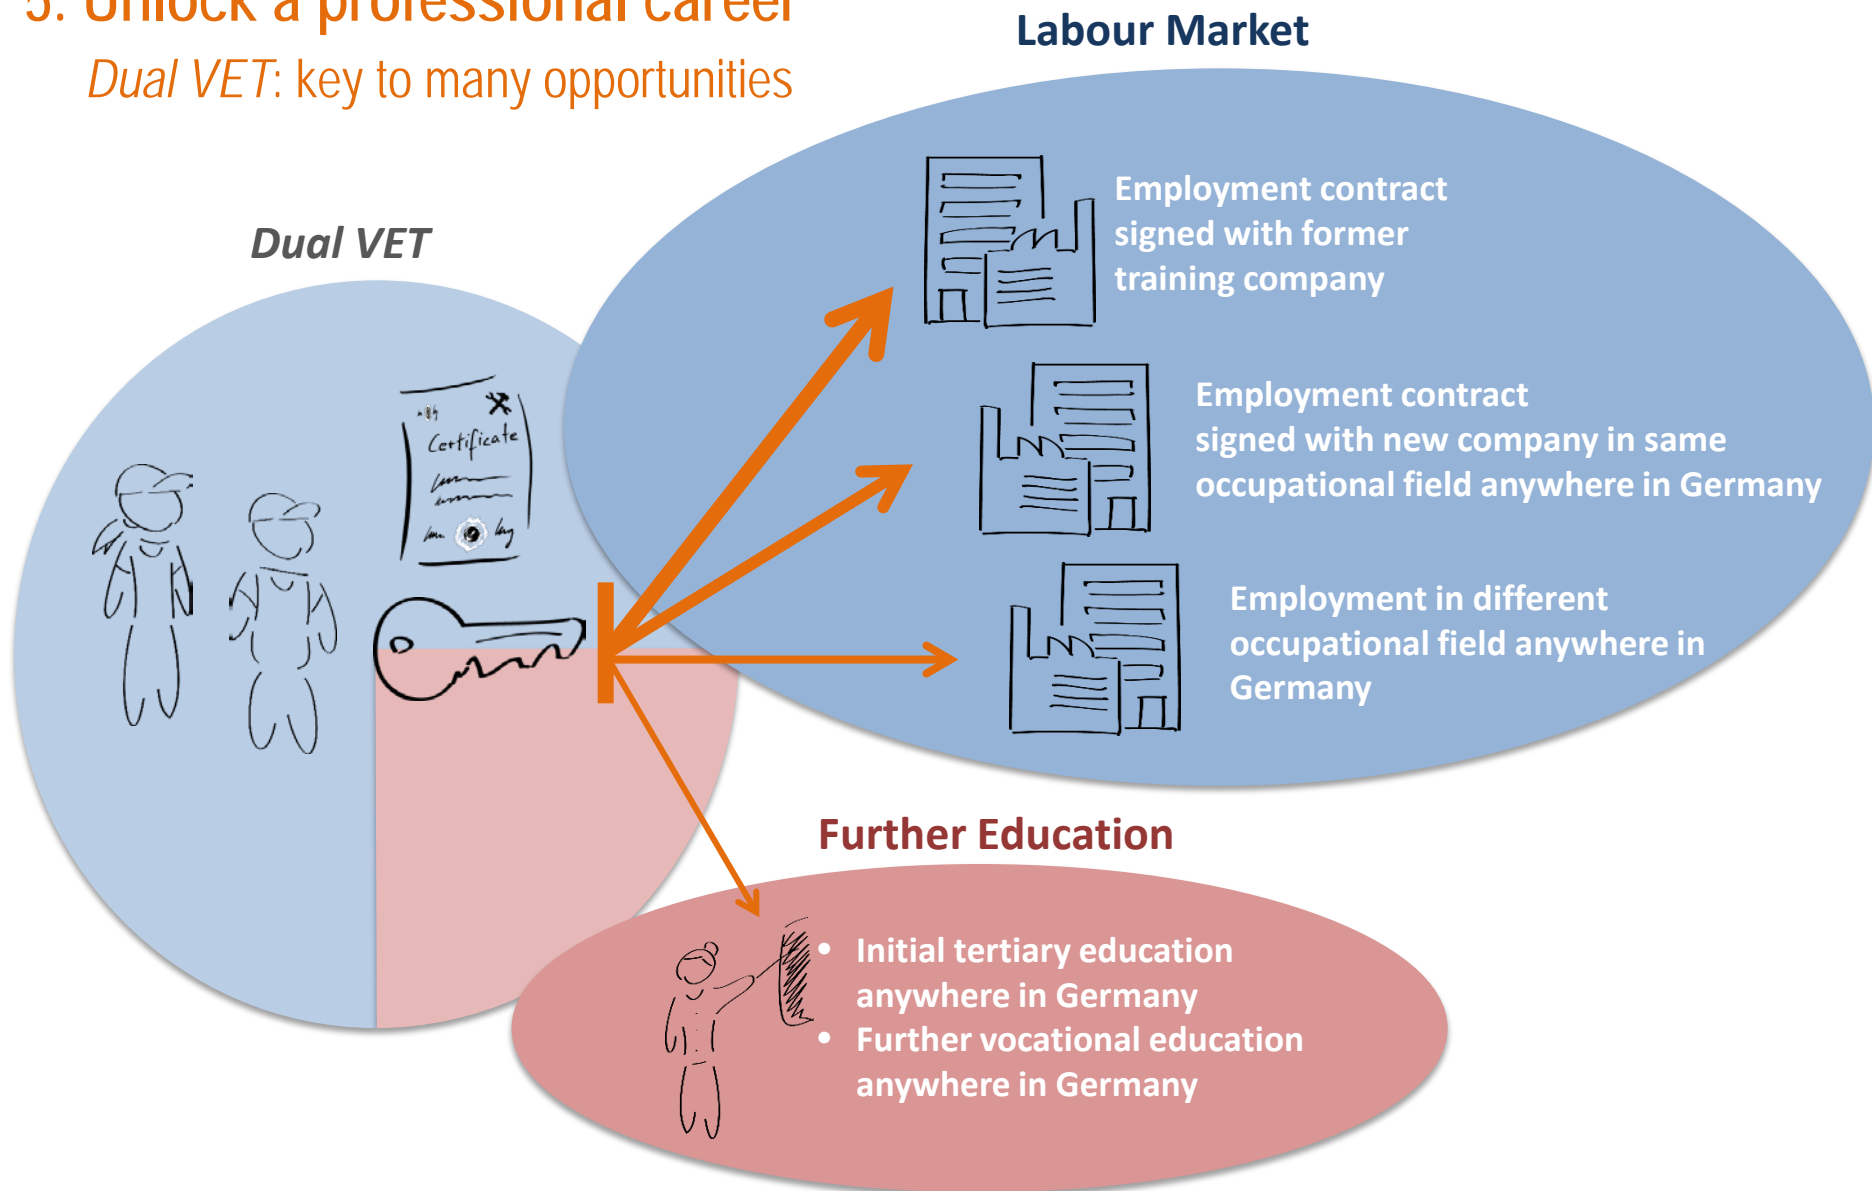 5. Unlock a professional career
Dual VET: key to many opportunities
Labour Market
Dual VET
Employment contract
signed with former
training company
Certificate
Employment contract
signed with new company in same
occupational field anywhere in Germany
Employment in different
occupational field anywhere in
Germany
Further Education
• Initial tertiary education
anywhere in Germany
• Further vocational education
anywhere in Germany